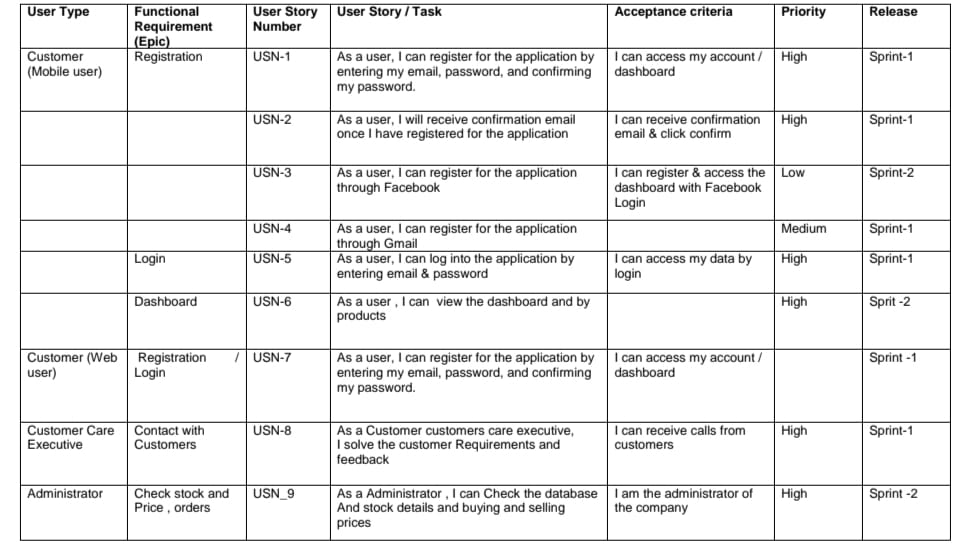 User Type Functional Requirement (Epic) User Story Number User Story / Task Acceptance criteria Priority Release
Customer (Mobile user) Registration USN-1 As a user, I can register for the application by entering my email, password, and confirming my password. I can access my account / dashboard High Sprint-1
USN-2 As a user, I will receive confirmation email once I have registered for the application I can receive confirmation email & click confirm High Sprint-1
USN-3 As a user, I can register for the application through Facebook I can register & access the dashboard with Facebook Login Low Sprint-2
USN-4 As a user, I can register for the application through Gmail Medium Sprint-1
Login USN-5 As a user, I can log into the application by entering email & password I can access my data by login High Sprint-1
Dashboard USN-6 As a user , I can view the dashboard and by products High Sprit -2
Customer (Web user) Registration / Login USN-7 As a user, I can register for the application by entering my email, password, and confirming my password. I can access my account / dashboard Sprint -1
Customer Care Executive Contact with Customers USN-8 As a Customer customers care executive, I solve the customer Requirements and feedback I can receive calls from customers High Sprint-1
Administrator Check stock and Price , orders USN_9 As a Administrator , I can Check the database And stock details and buying and selling prices I am the administrator of the company High Sprint -2